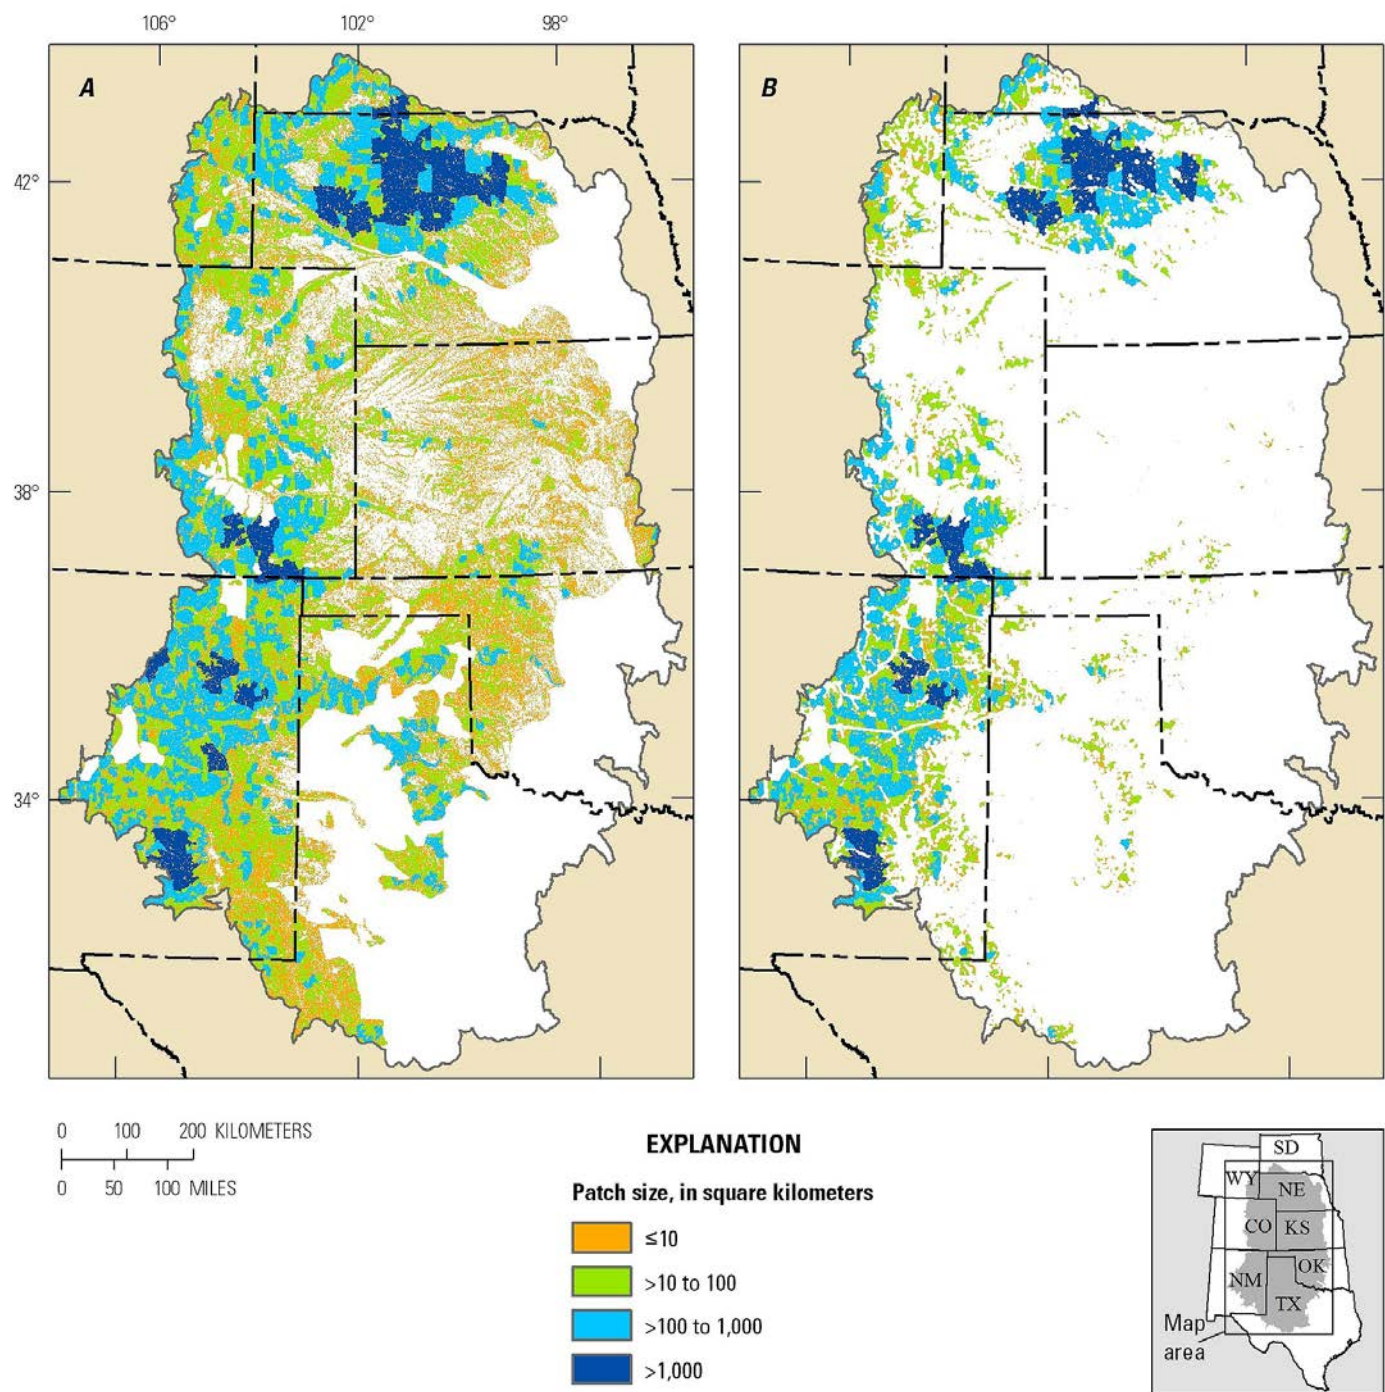 106° 102° 98°
A
B
42°
38°
34°
0 100 200 KILOMETERS
0 50 100 MILES
EXPLANATION
Patch size, in square kilometers
≤10
>10 to 100
>100 to 1,000
>1,000
SD
WY
NE
CO
KS
OK
NM
TX
Map
area